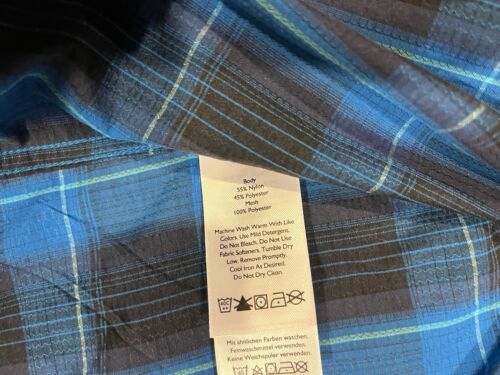 Body
55% Nylon
45% Polyester
Mesh
100% Polyester
Machine Wash Warm With Like
Colors. Use Mild Detergents.
Do Not Bleach. Do Not Use
Fabric Softeners. Tumble Dry
Low, Remove Promptly.
Cool Iron As Desired.
Do Not Dry Clean.
Mit ähnlichen Farben waschen.
Feinwaschmittel verwenden.
Keine Weichspüler verwenden.